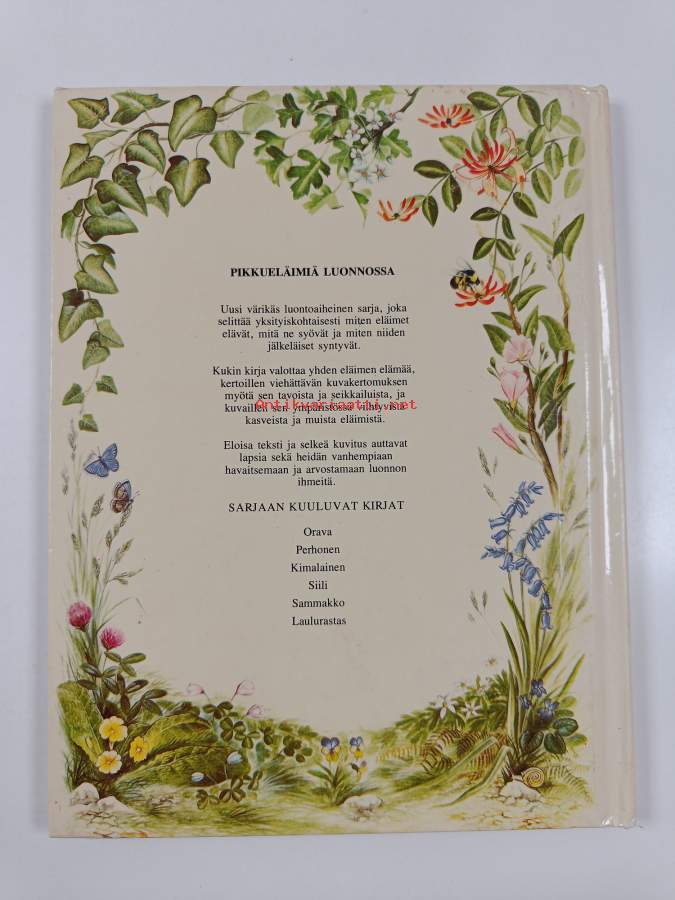 PIKKUELÄIMIÄ LUONNOSSA
Uusi värikäs luontoaiheinen sarja, joka
selittää yksityiskohtaisesti miten eläimet
elävät, mitä ne syövät ja miten niiden
jälkeläiset syntyvät.
Kukin kirja valottaa yhden eläimen elämää,
kertoillen viehättävän kuvakertomuksen
myötä sen tavoista ja seikkailuista, ja
Antikvariaatti.net
kuvaillen sen ympäristössä viihtyvistä
kasveista ja muista eläimistä.
Eloisa teksti ja selkeä kuvitus auttavat
lapsia sekä heidän vanhempiaan
havaitsemaan ja arvostamaan luonnon
ihmeitä.
SARJAAN KUULUVAT KIRJAT
Orava
Perhonen
Kimalainen
Siili
Sammakko
Laulurastas